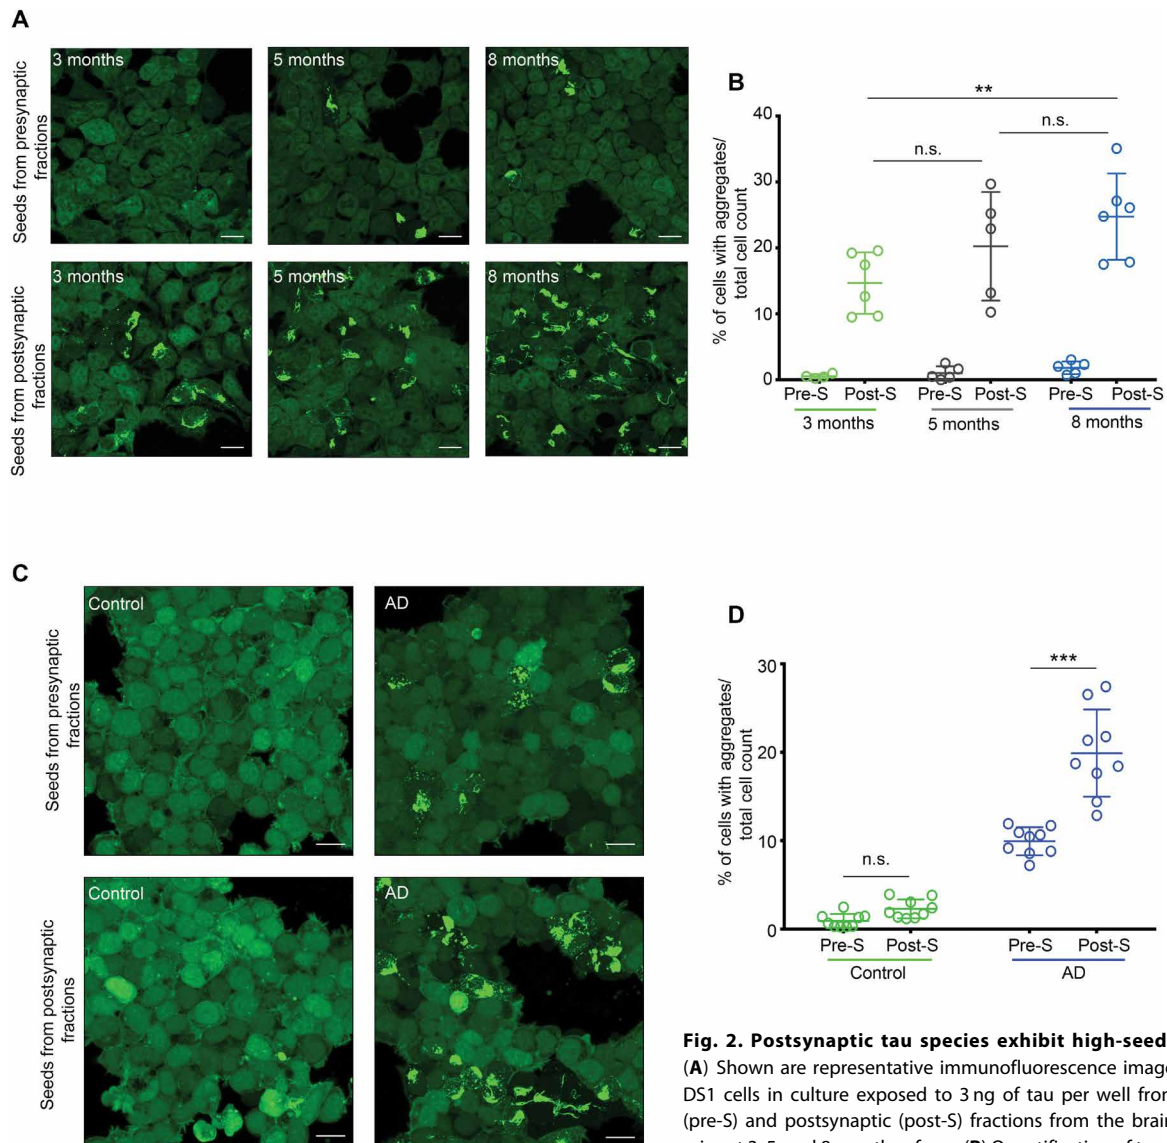 A
Seeds from presynaptic
fractions
3 months
5 months
8 months
Seeds from postsynaptic
fractions
3 months
5 months
8 months
B
% of cells with aggregates/
total cell count
40
30
20
10
0
**
n.s.
n.s.
Pre-S Post-S Pre-S Post-S Pre-S Post-S
3 months 5 months 8 months
C
Seeds from presynaptic
fractions
Control
AD
Seeds from postsynaptic
fractions
Control
AD
D
% of cells with aggregates/
total cell count
30
20
10
0
n.s.
***
Pre-S Post-S Pre-S Post-S
Control AD
Fig. 2. Postsynaptic tau species exhibit high-seed
(A) Shown are representative immunofluorescence image
DS1 cells in culture exposed to 3 ng of tau per well from
(pre-S) and postsynaptic (post-S) fractions from the brain